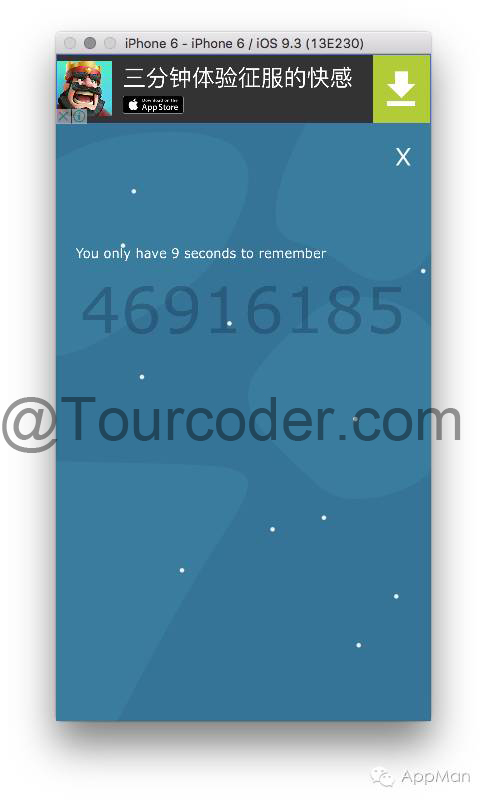 iPhone 6 - iPhone 6 / iOS 9.3 (13E230)
三分钟体验征服的快感
Download on the
App Store
X
You only have 9 seconds to remember
46916185
@Tourcoder.com
AppMan